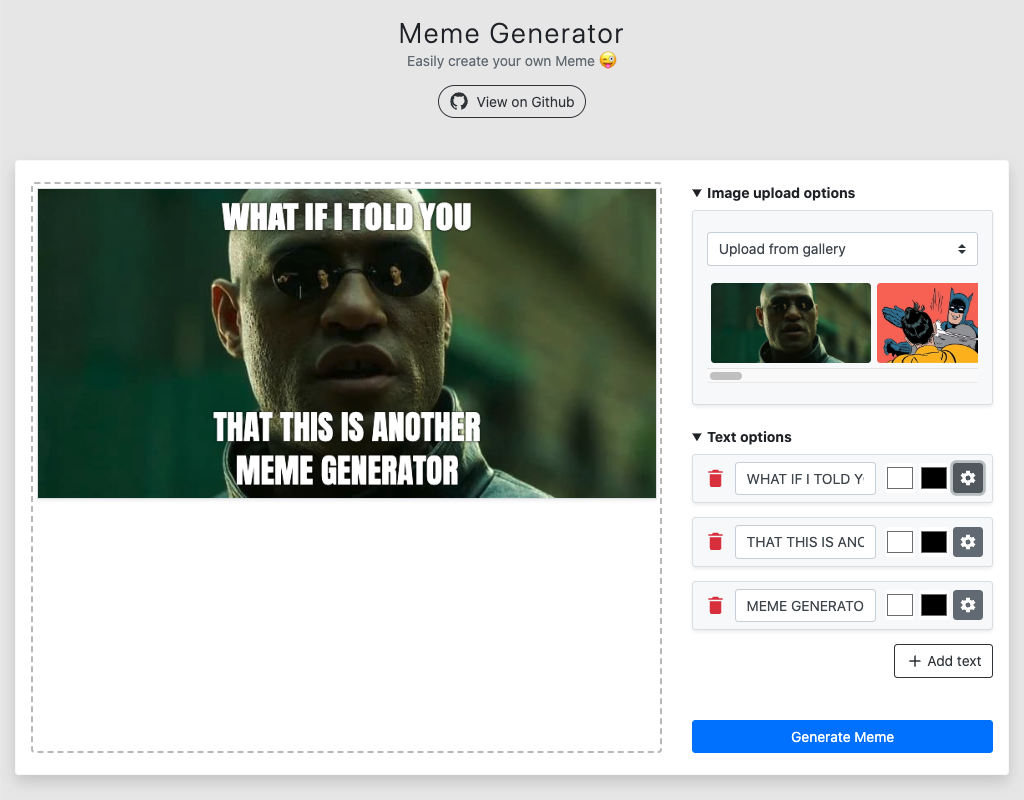 Meme Generator
Easily create your own Meme 😜
View on Github
WHAT IF I TOLD YOU
THAT THIS IS ANOTHER
MEME GENERATOR
Image upload options
Upload from gallery
Text options
WHAT IF I TOLD Y
THAT THIS IS ANO
MEME GENERATO
Add text
Generate Meme